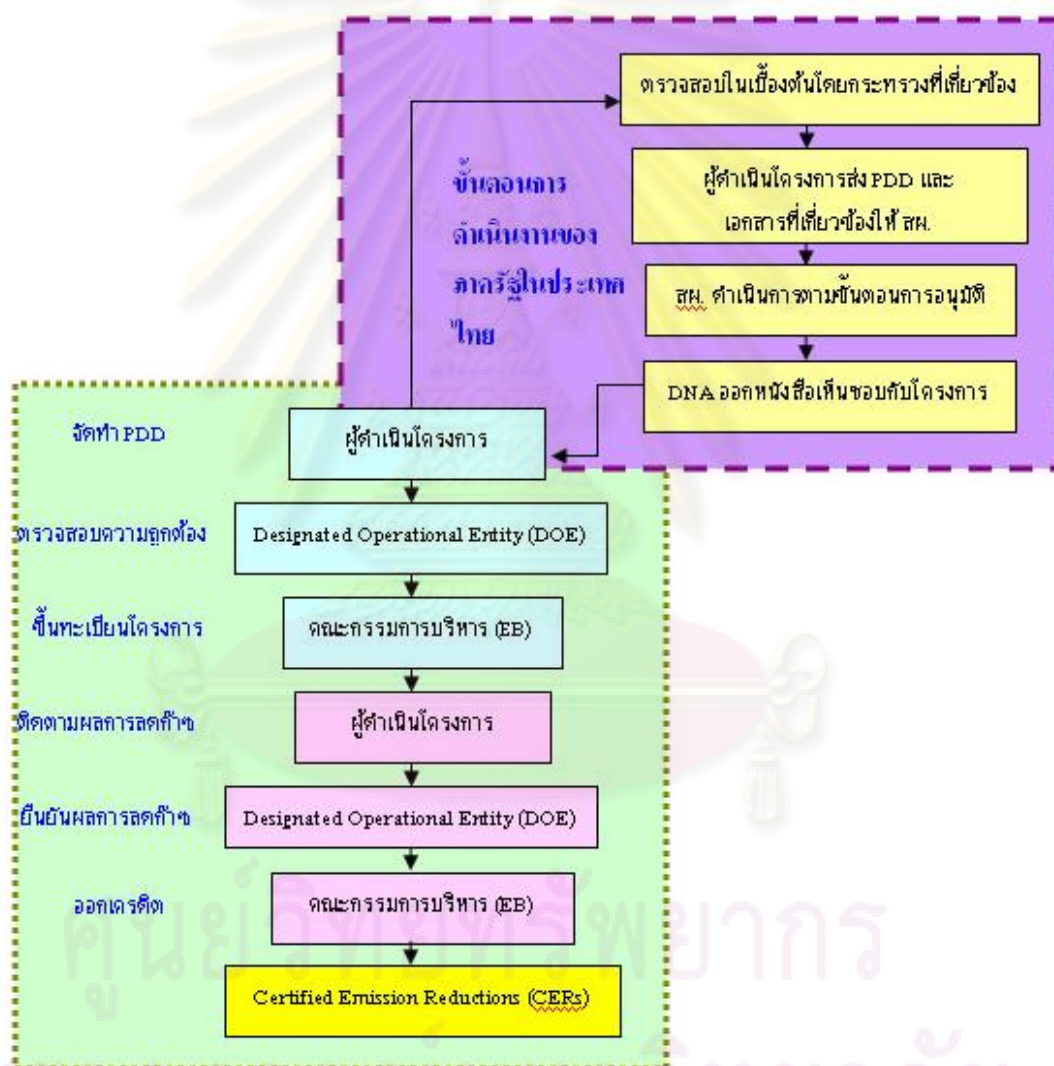 ตรวจสอบในเบื้องต้นโดยกระทรวงที่เกี่ยวข้อง
ขั้นตอนการ
ดำเนินงานของ
ภาครัฐในประเทศ
ไทย
ผู้ดำเนินโครงการส่ง PDD และ
เอกสารที่เกี่ยวข้องให้ สผ.
สผ. ดำเนินการตามขั้นตอนการอนุมัติ
DNA ออกหนังสือเห็นชอบกับโครงการ
จัดทำ PDD
ผู้ดำเนินโครงการ
ตรวจสอบความถูกต้อง
Designated Operational Entity (DOE)
ขึ้นทะเบียนโครงการ
คณะกรรมการบริหาร (EB)
ติดตามผลการลดก๊าซ
ผู้ดำเนินโครงการ
ยืนยันผลการลดก๊าซ
Designated Operational Entity (DOE)
ออกเครดิต
คณะกรรมการบริหาร (EB)
Certified Emission Reductions (CERs)
ศูนย์วิทยทรัพยากร